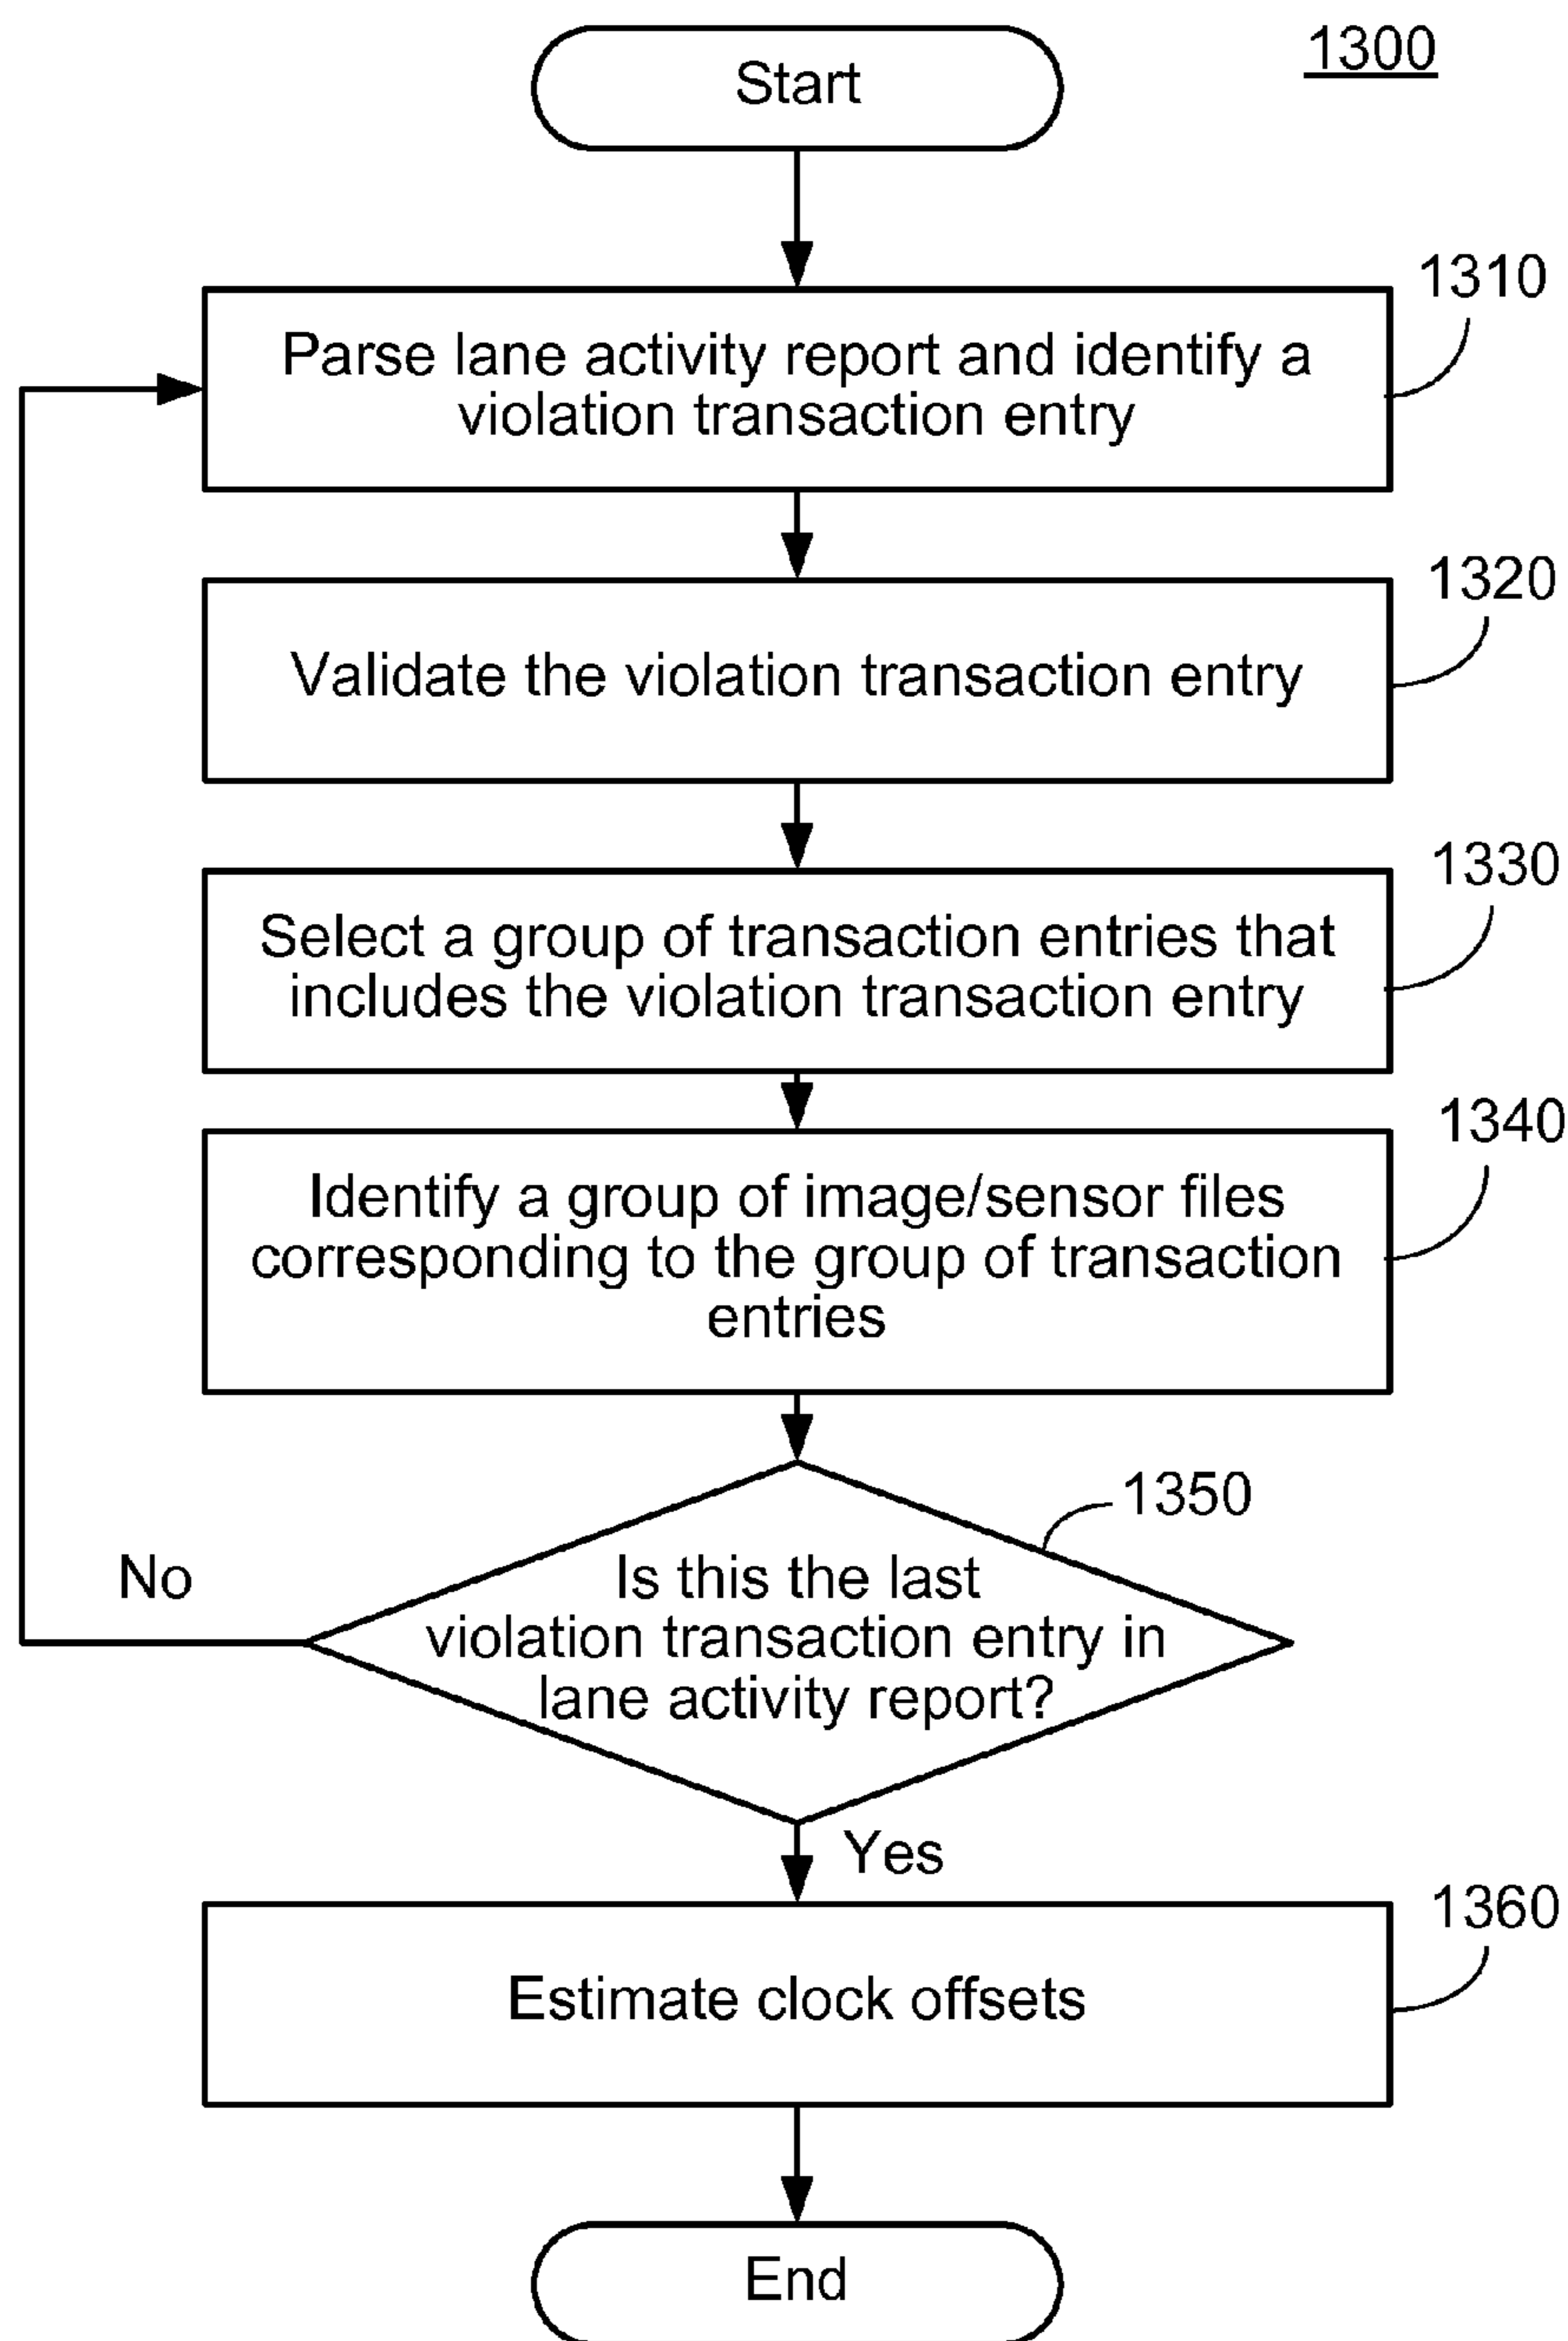 1300
Start
1310
Parse lane activity report and identify a
violation transaction entry
1320
Validate the violation transaction entry
1330
Select a group of transaction entries that
includes the violation transaction entry
1340
Identify a group of image/sensor files
corresponding to the group of transaction
entries
1350
Is this the last
violation transaction entry in
lane activity report?
No
Yes
1360
Estimate clock offsets
End